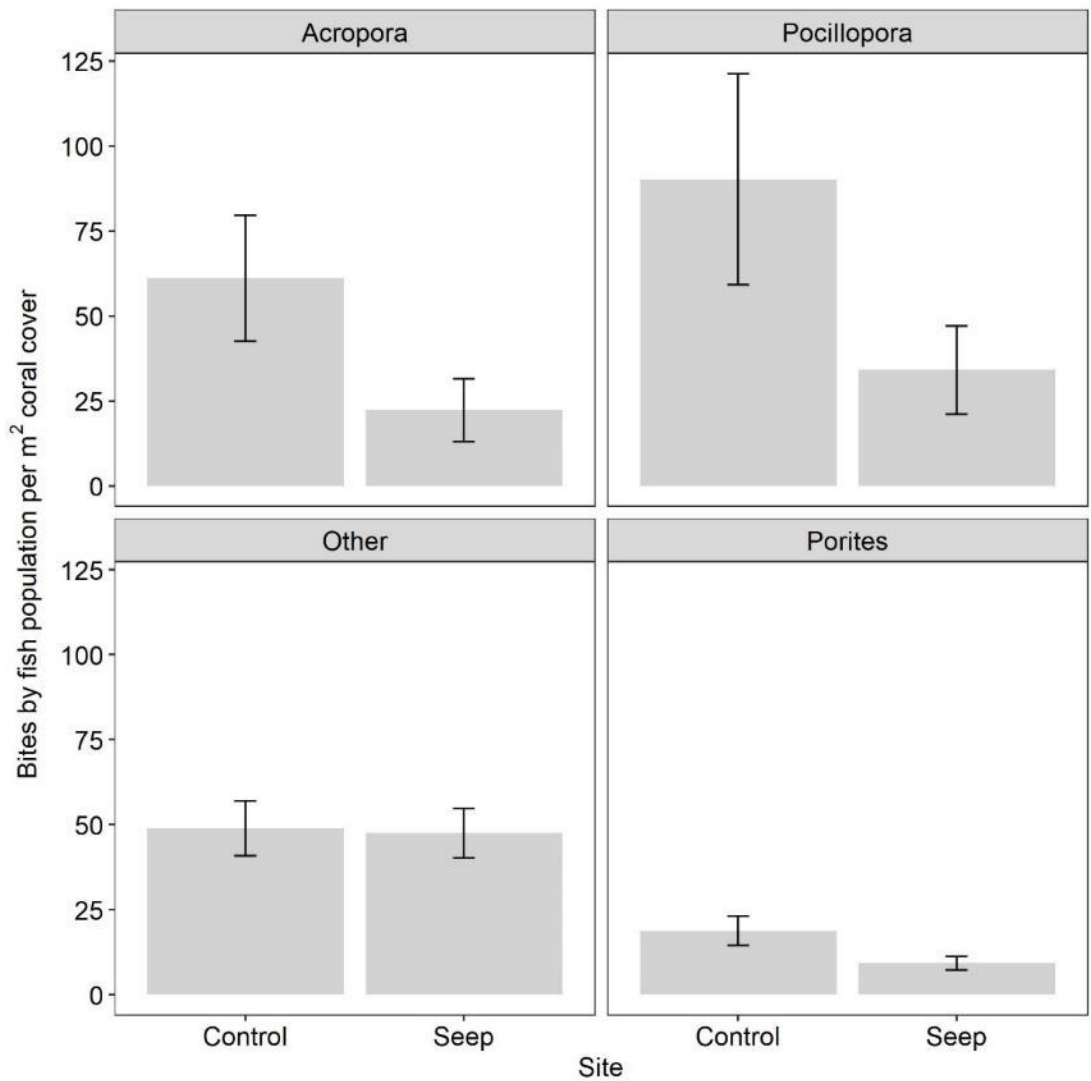 Acropora
Pocillopora
125
100
75
50
25
0
Other
Porites
125
100
75
50
25
0
Control
Seep
Control
Seep
Site
Bites by fish population per m² coral cover